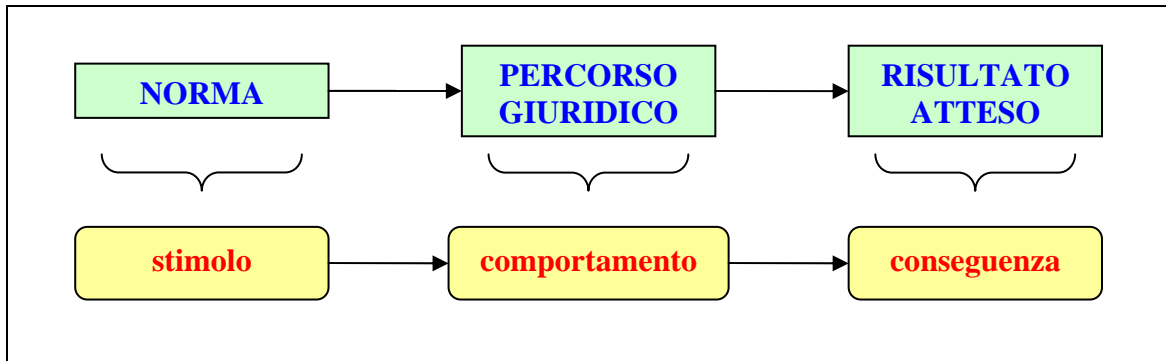 NORMA
PERCORSO
GIURIDICO
RISULTATO
ATTESO
stimolo
comportamento
conseguenza